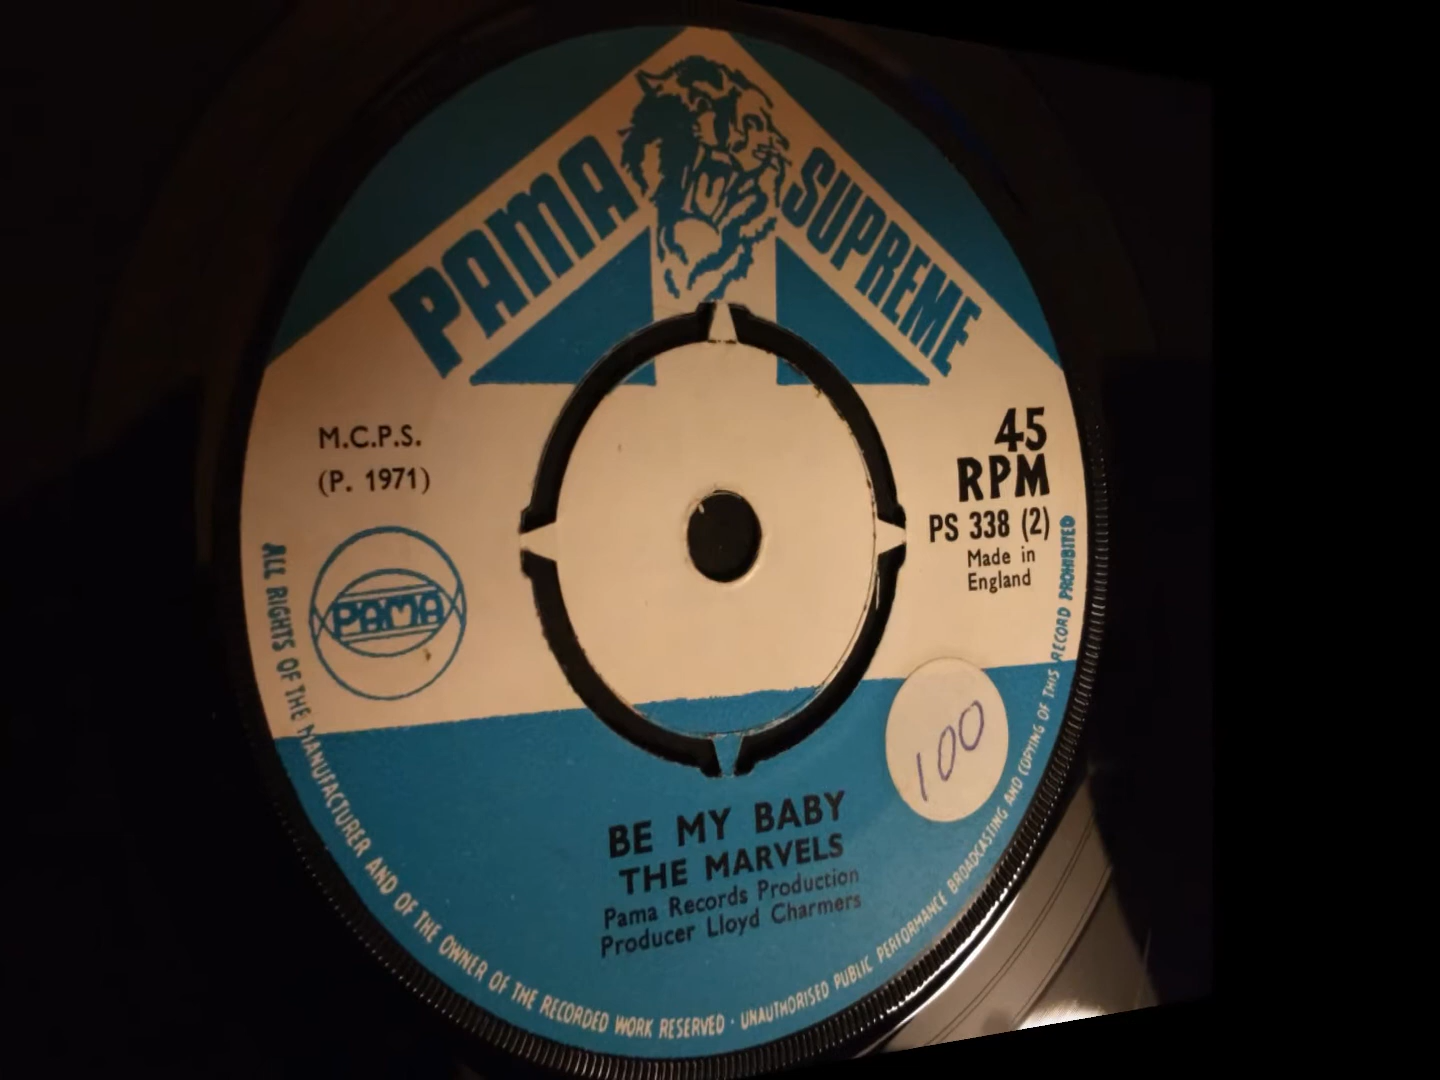 PAMA SUPREME
M.C.P.S.
(P. 1971)
45
RPM
PS 338 (2)
Made in
England
PAMA
100
BE MY BABY
THE MARVELS
Pama Records Production
Producer Lloyd Charmers
ALL RIGHTS OF THE MANUFACTURER AND OF THE OWNER OF THE RECORDED WORK RESERVED · UNAUTHORISED PUBLIC PERFORMANCE BROADCASTING AND COPYING OF THIS RECORD PROHIBITED